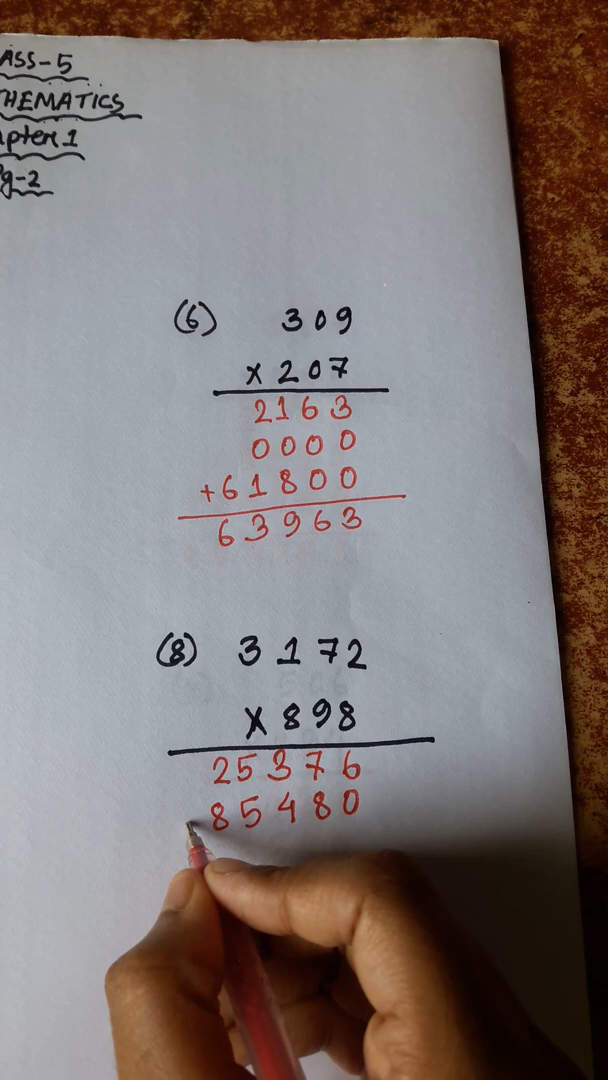 ASS-5
HEMATICS
pter 1
g-2
(6) 309
×207
2163
0000
+61800
63963
(8) 3172
×898
25376
85480